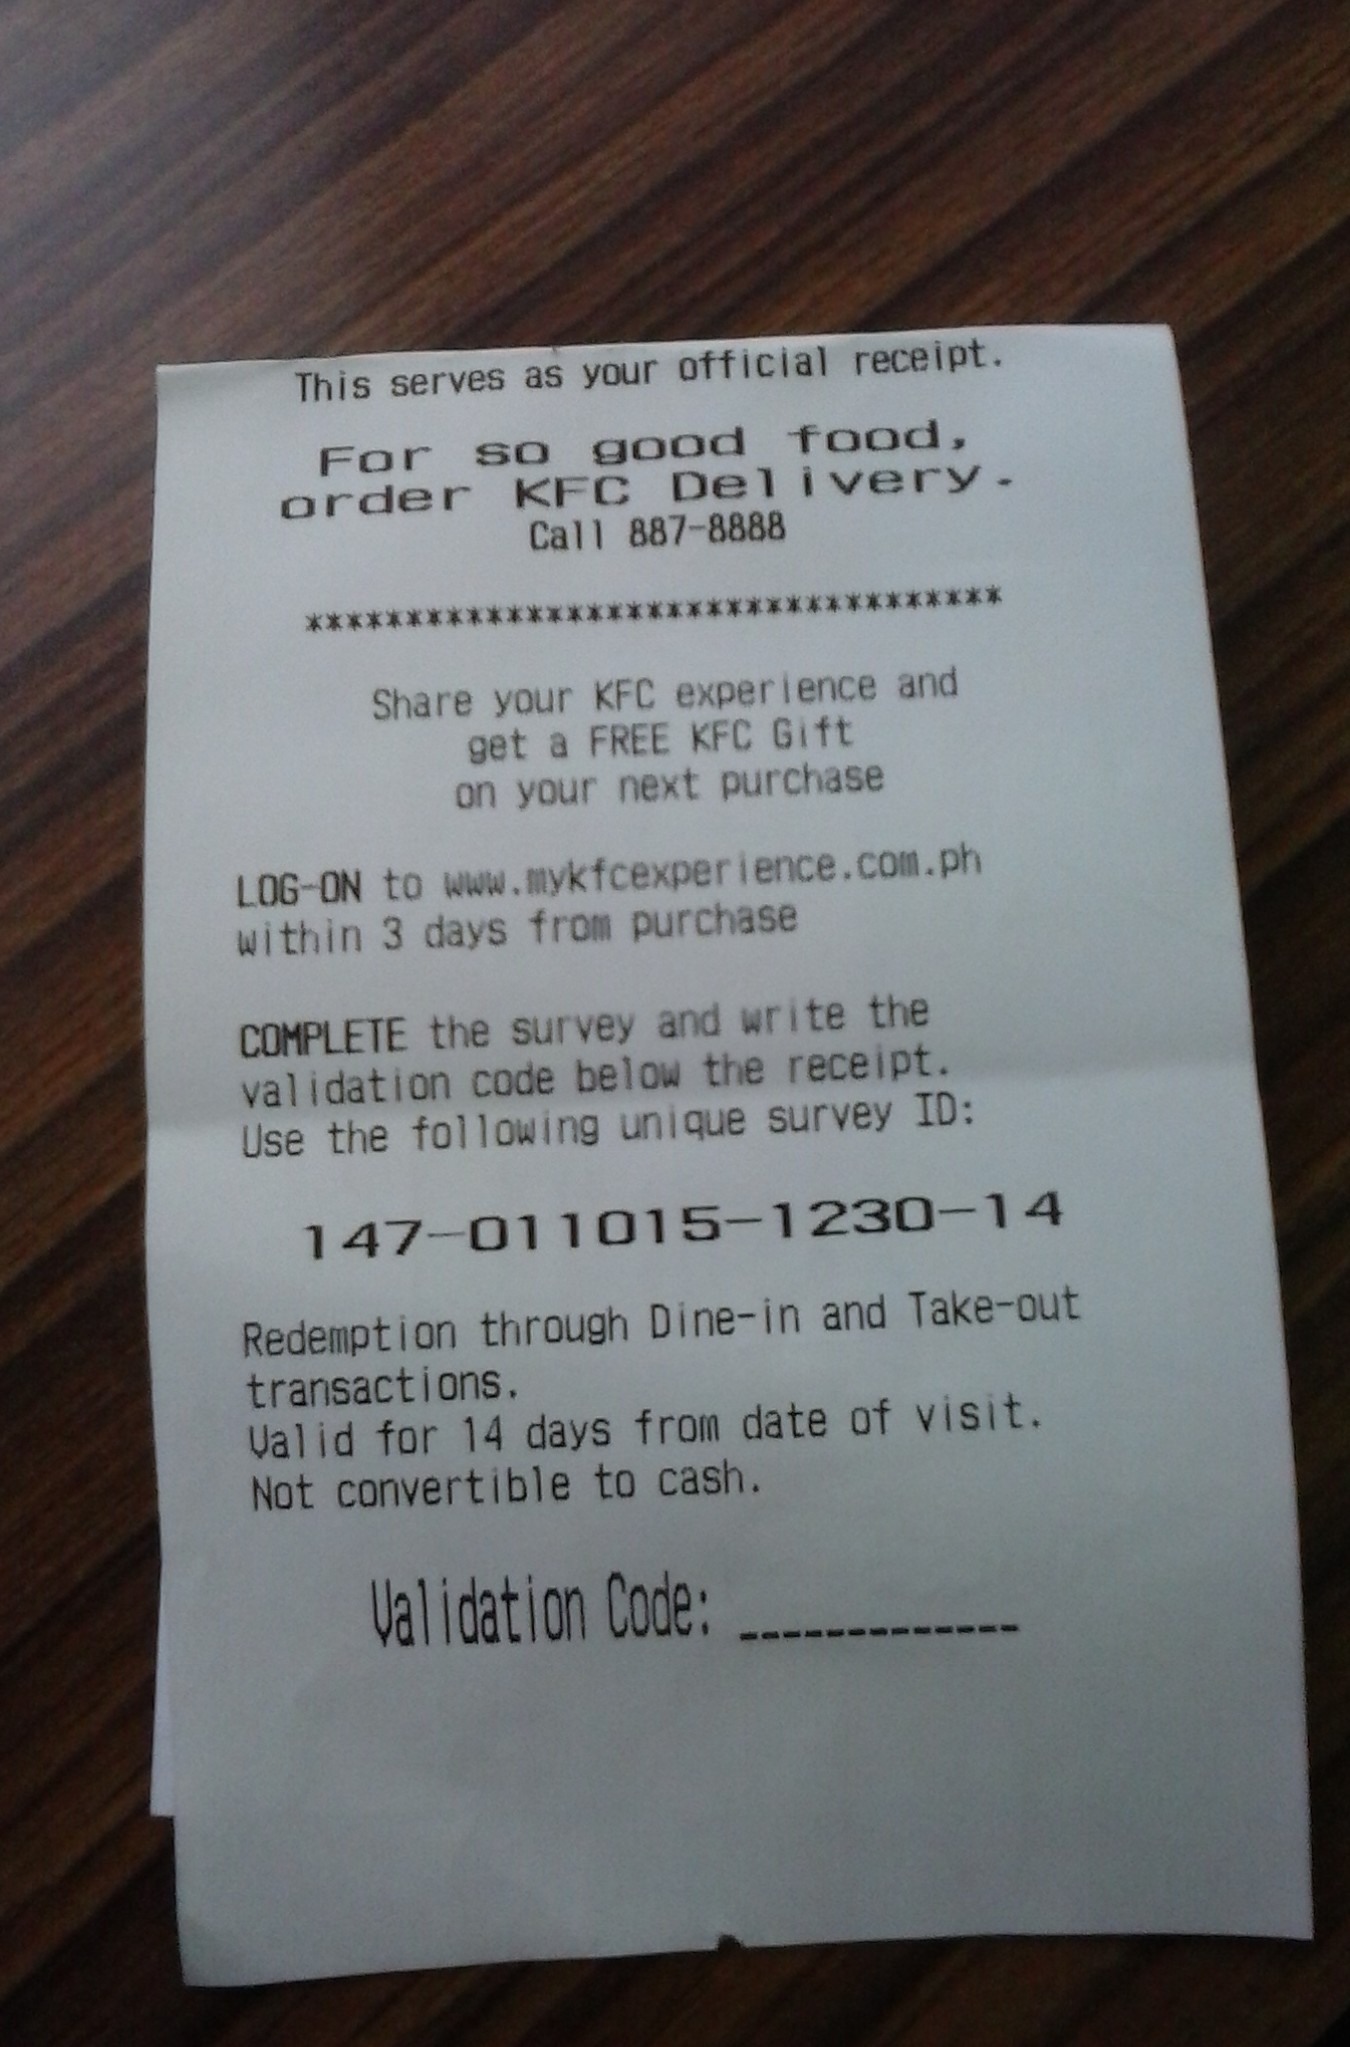 This serves as your official receipt.
For so good food,
order KFC Delivery.
Call 887-8888
***********************************
Share your KFC experience and
get a FREE KFC Gift
on your next purchase
LOG-ON to www.mykfcexperience.com.ph
within 3 days from purchase
COMPLETE the survey and write the
validation code below the receipt.
Use the following unique survey ID:
147-011015-1230-14
Redemption through Dine-in and Take-out
transactions.
Valid for 14 days from date of visit.
Not convertible to cash.
Validation Code: _____________